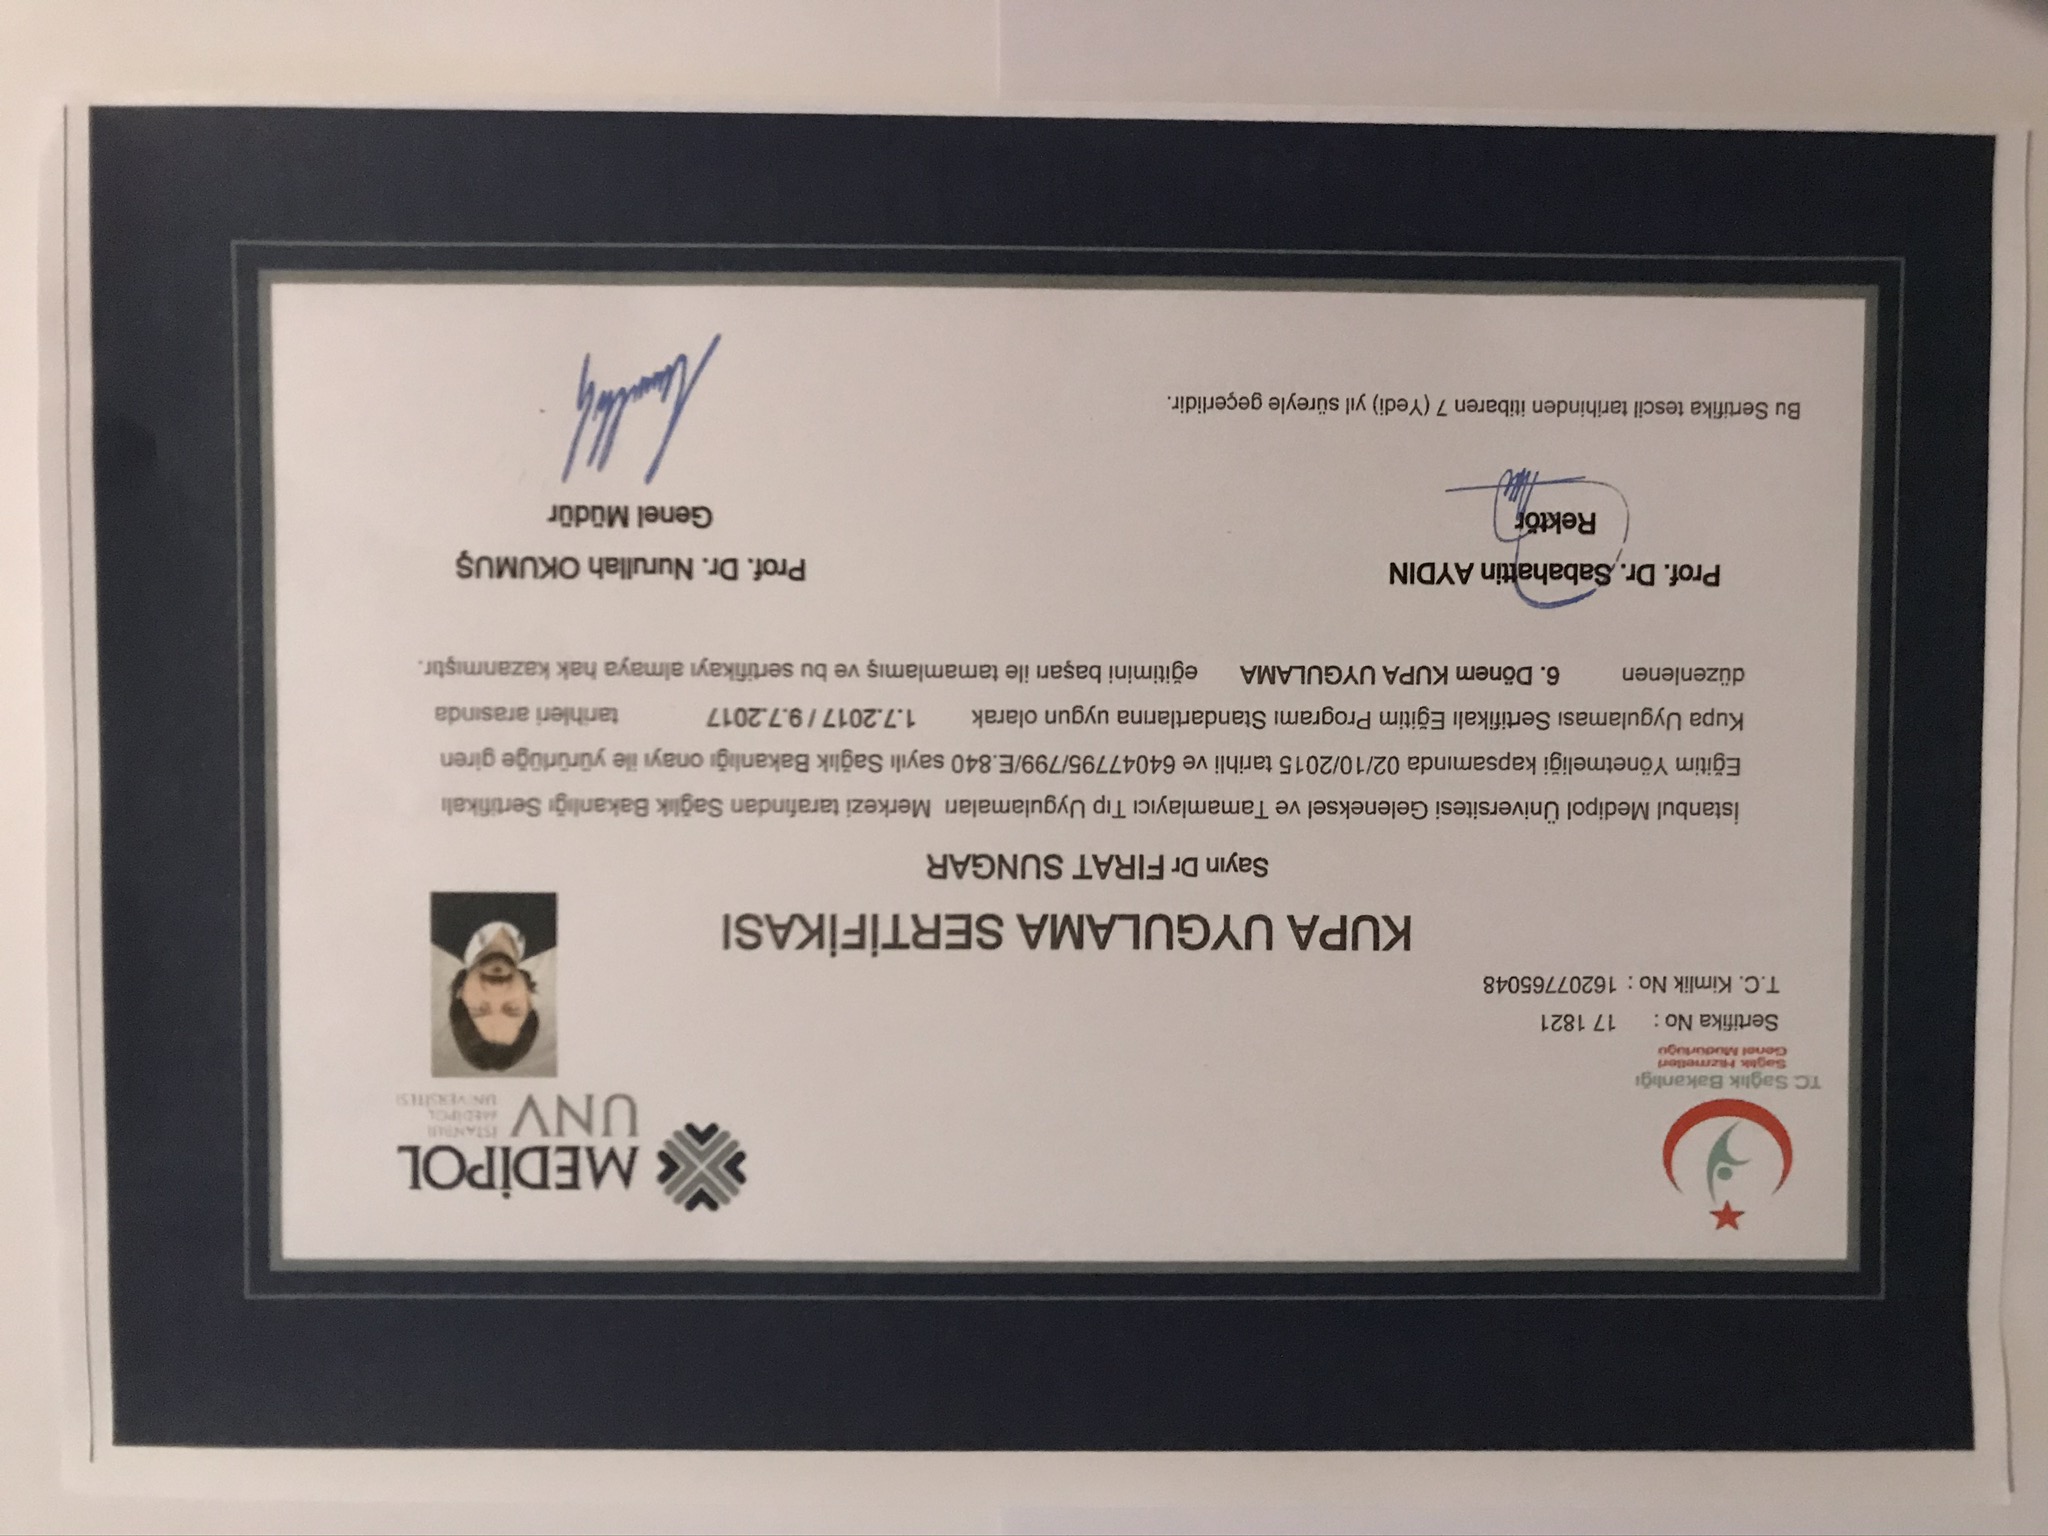 T.C. Sağlık Bakanlığı
Sağlık Hizmetleri
Genel Müdürlüğü
MEDİPOL
UNV
İSTANBUL
MEDİPOL
ÜNİVERSİTESİ
Sertifika No : 17 1821
T.C. Kimlik No : 16207765048
KUPA UYGULAMA SERTİFİKASI
Sayın Dr FIRAT SUNGAR
İstanbul Medipol Üniversitesi Geleneksel ve Tamamlayıcı Tıp Uygulamaları Merkezi tarafından Sağlık Bakanlığı Sertifikalı
Eğitim Yönetmeliği kapsamında 02/10/2015 tarihli ve 64047795/799/E.840 sayılı Sağlık Bakanlığı onayı ile yürürlüğe giren
Kupa Uygulaması Sertifikalı Eğitim Programı Standartlarına uygun olarak 1.7.2017 / 9.7.2017 tarihleri arasında
düzenlenen 6. Dönem KUPA UYGULAMA eğitimini başarı ile tamamlamış ve bu sertifikayı almaya hak kazanmıştır.
Prof. Dr. Sabahattin AYDIN
Rektör
Prof. Dr. Nurullah OKUMUŞ
Genel Müdür
Bu Sertifika tescil tarihinden itibaren 7 (Yedi) yıl süreyle geçerlidir.